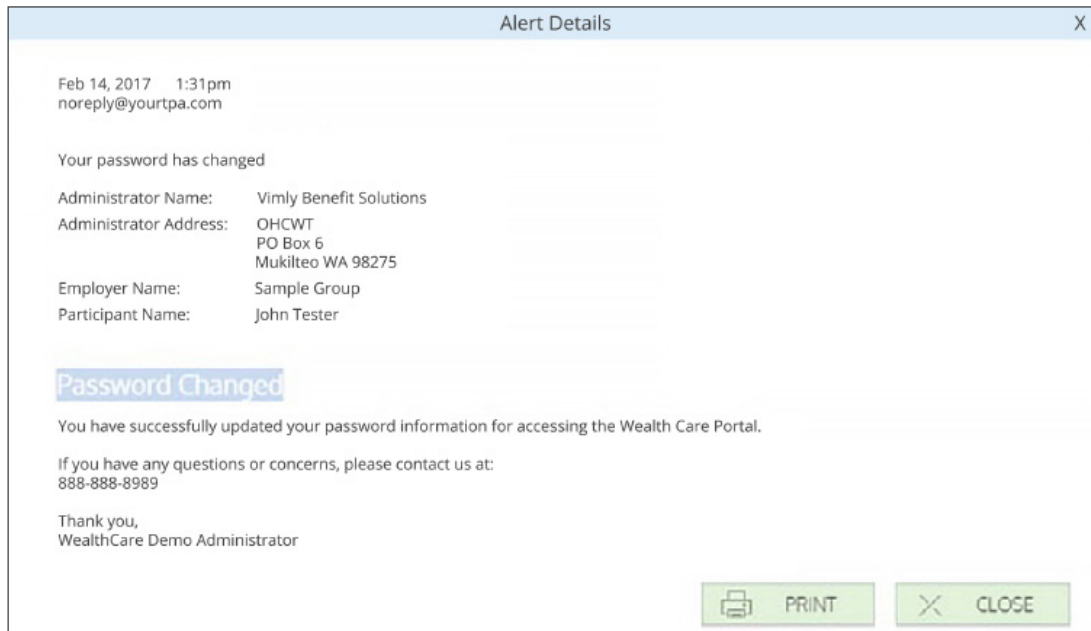 Alert Details X
Feb 14, 2017 1:31pm
noreply@yourtpa.com
Your password has changed
Administrator Name: Vimly Benefit Solutions
Administrator Address: OHCWT
PO Box 6
Mukilteo WA 98275
Employer Name: Sample Group
Participant Name: John Tester
Password Changed
You have successfully updated your password information for accessing the Wealth Care Portal.
If you have any questions or concerns, please contact us at:
888-888-8989
Thank you,
WealthCare Demo Administrator
PRINT CLOSE